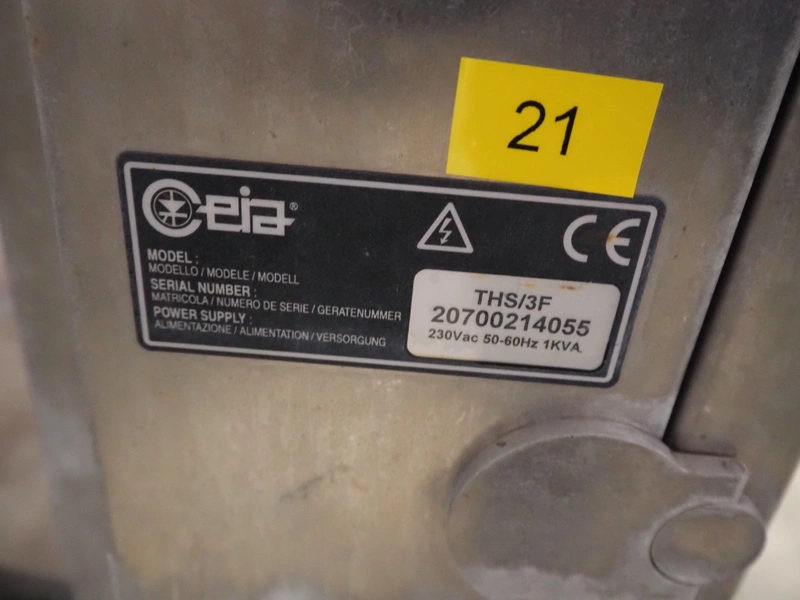 21
Ceia®
CE
MODEL :
MODELLO / MODELE / MODELL
SERIAL NUMBER :
MATRICOLA / NUMERO DE SERIE / GERATENUMMER
POWER SUPPLY :
ALIMENTAZIONE / ALIMENTATION / VERSORGUNG
THS/3F
20700214055
230Vac 50-60Hz 1KVA